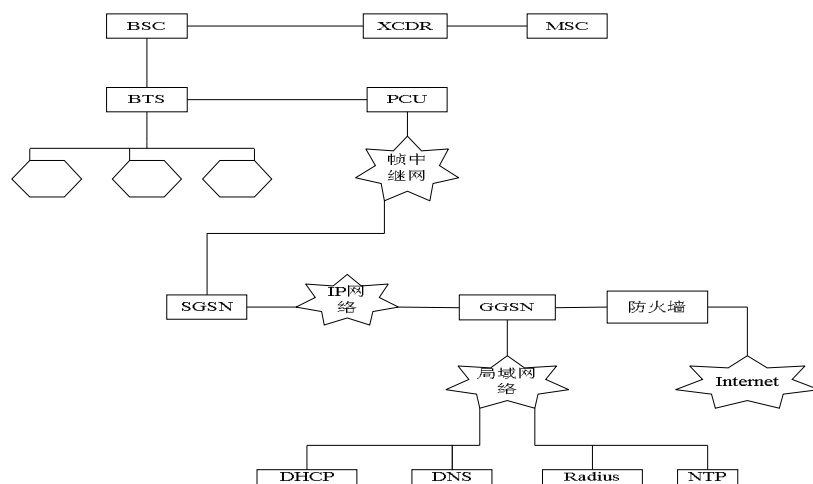 BSC
XCDR
MSC
BTS
PCU
帧中
继网
SGSN
IP网
络
GGSN
防火墙
局域网
络
Internet
DHCP
DNS
Radius
NTP